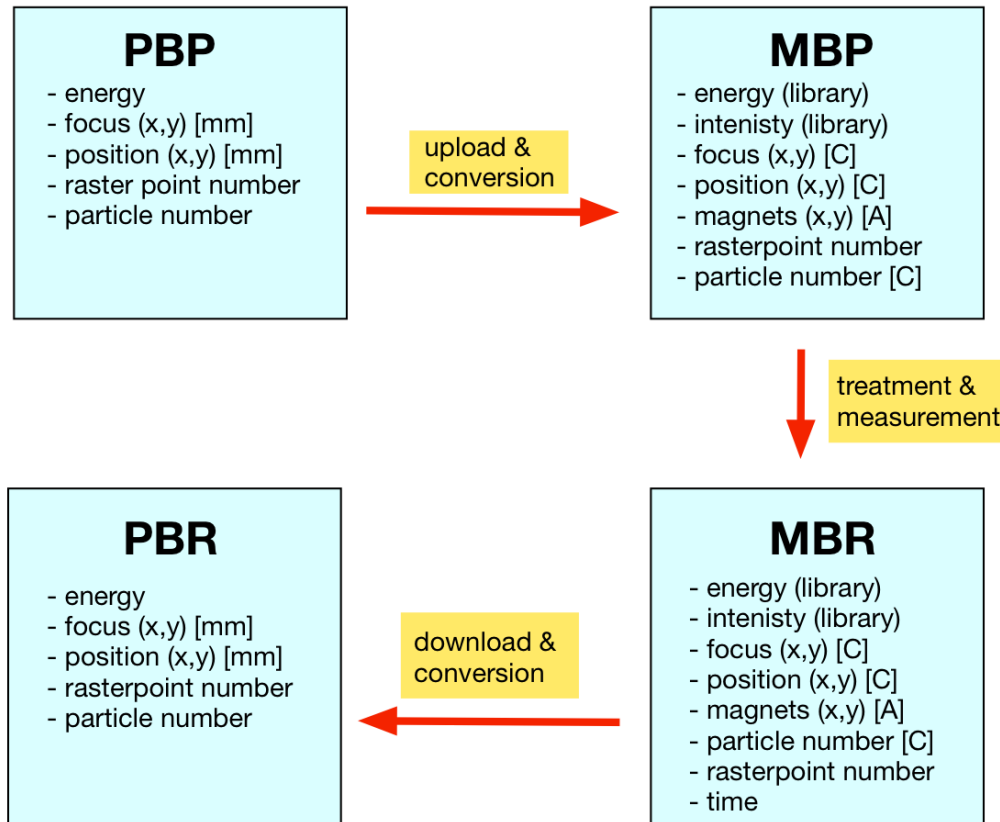 PBP
- energy
- focus (x,y) [mm]
- position (x,y) [mm]
- raster point number
- particle number
upload &
conversion
MBP
- energy (library)
- intenisty (library)
- focus (x,y) [C]
- position (x,y) [C]
- magnets (x,y) [A]
- rasterpoint number
- particle number [C]
treatment &
measurement
MBR
- energy (library)
- intenisty (library)
- focus (x,y) [C]
- position (x,y) [C]
- magnets (x,y) [A]
- particle number [C]
- rasterpoint number
- time
download &
conversion
PBR
- energy
- focus (x,y) [mm]
- position (x,y) [mm]
- rasterpoint number
- particle number